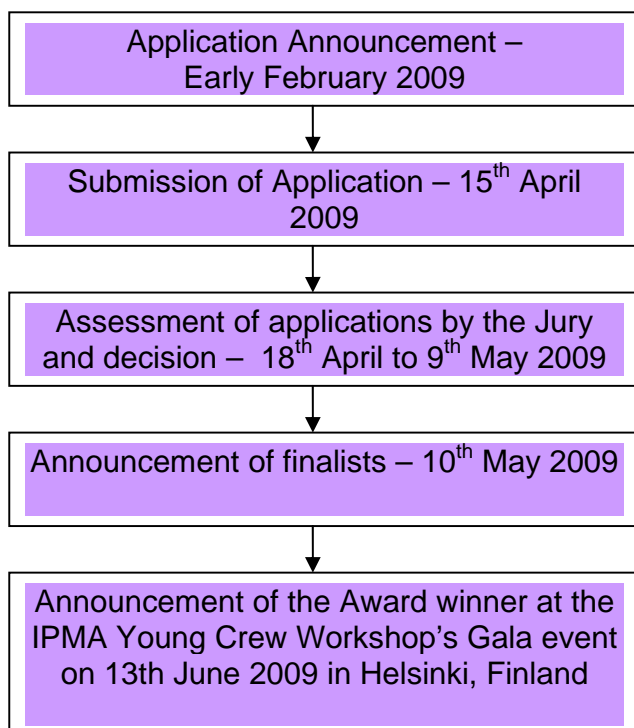 Application Announcement –
Early February 2009
Submission of Application – 15th April
2009
Assessment of applications by the Jury
and decision – 18th April to 9th May 2009
Announcement of finalists – 10th May 2009
Announcement of the Award winner at the
IPMA Young Crew Workshop's Gala event
on 13th June 2009 in Helsinki, Finland